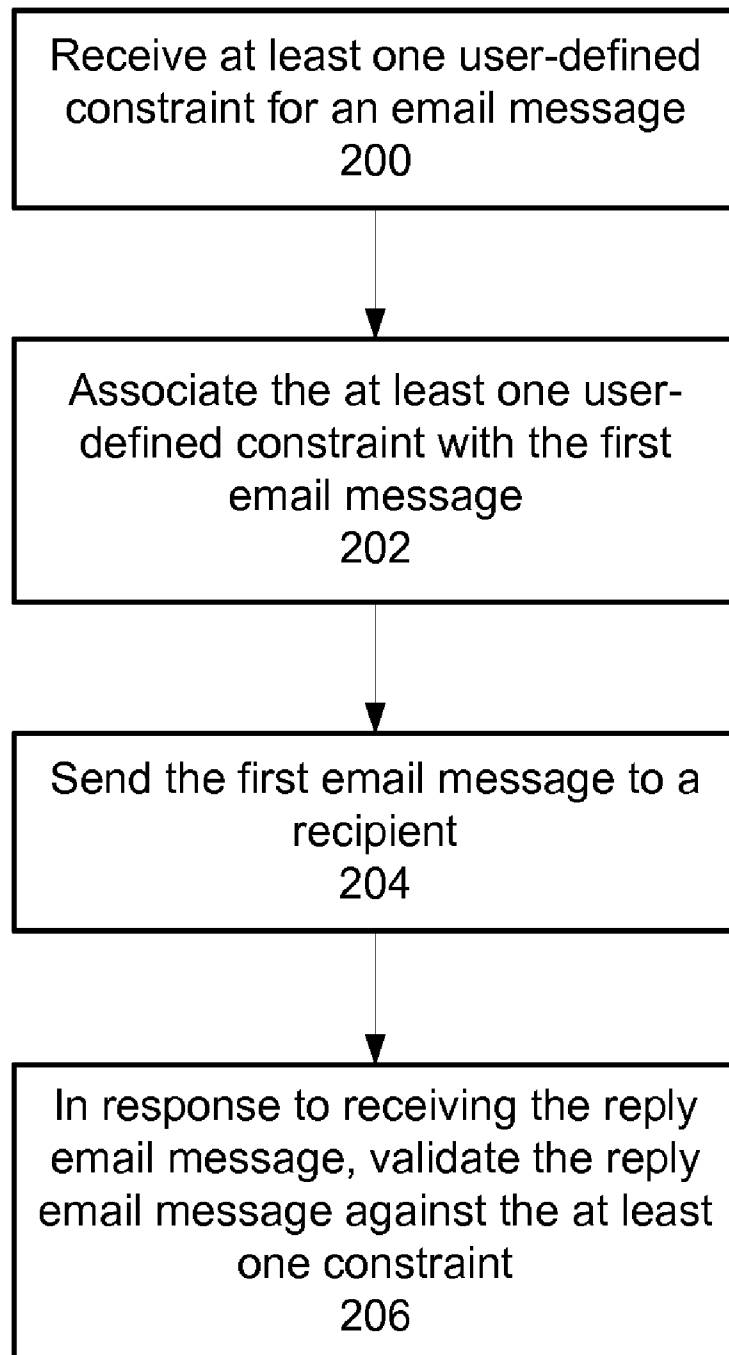 Receive at least one user-defined
constraint for an email message
200
Associate the at least one user-
defined constraint with the first
email message
202
Send the first email message to a
recipient
204
In response to receiving the reply
email message, validate the reply
email message against the at least
one constraint
206